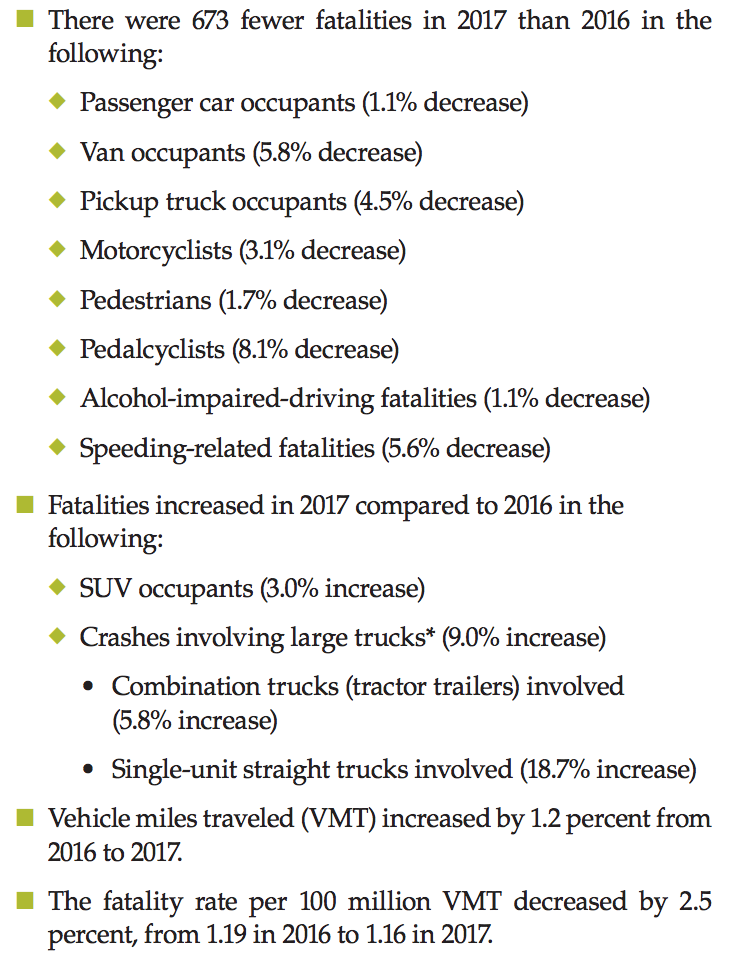 There were 673 fewer fatalities in 2017 than 2016 in the
following:
Passenger car occupants (1.1% decrease)
Van occupants (5.8% decrease)
Pickup truck occupants (4.5% decrease)
Motorcyclists (3.1% decrease)
Pedestrians (1.7% decrease)
Pedalcyclists (8.1% decrease)
Alcohol-impaired-driving fatalities (1.1% decrease)
Speeding-related fatalities (5.6% decrease)
Fatalities increased in 2017 compared to 2016 in the
following:
SUV occupants (3.0% increase)
Crashes involving large trucks* (9.0% increase)
Combination trucks (tractor trailers) involved
(5.8% increase)
Single-unit straight trucks involved (18.7% increase)
Vehicle miles traveled (VMT) increased by 1.2 percent from
2016 to 2017.
The fatality rate per 100 million VMT decreased by 2.5
percent, from 1.19 in 2016 to 1.16 in 2017.